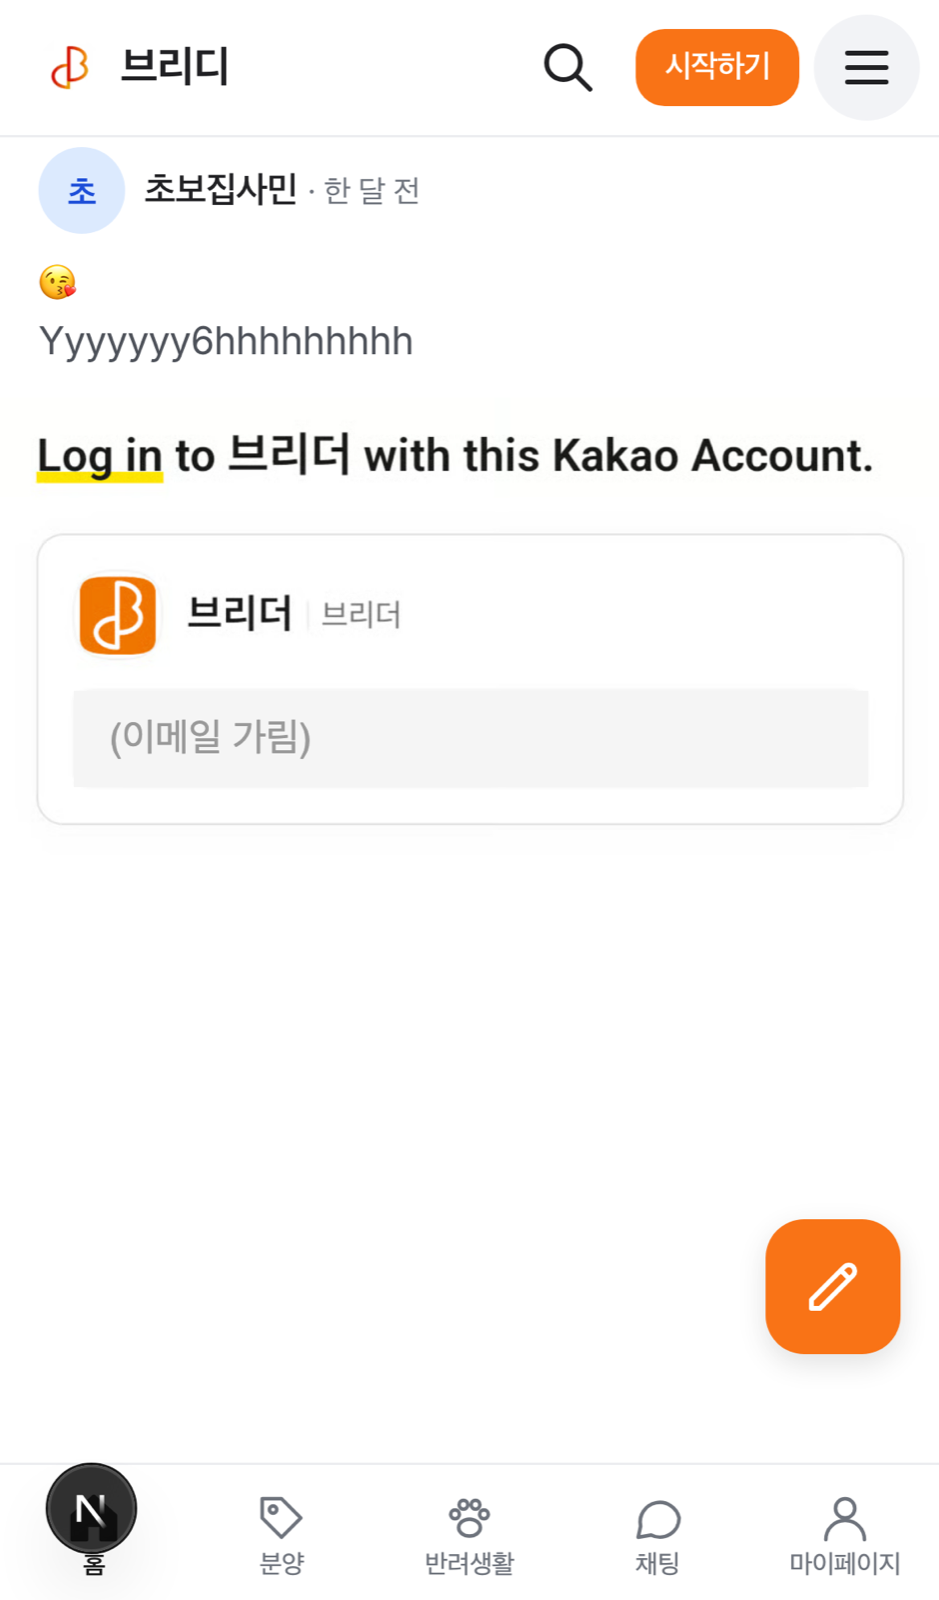 브리디
시작하기
초
초보집사민 · 한 달 전
😘
Yyyyyyy6hhhhhhhhh
Log in to 브리더 with this Kakao Account.
브리더 | 브리더
(이메일 가림)
N
홈
분양
반려생활
채팅
마이페이지